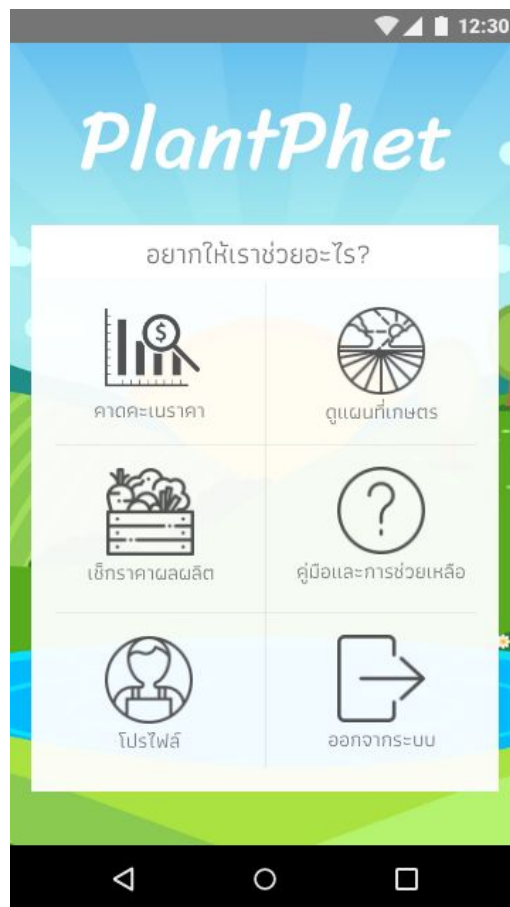 12:30
PlantPhet
อยากให้เราช่วยอะไร?
คาดคะเนราคา
ดูแผนที่เกษตร
เช็กราคาผลผลิต
คู่มือและการช่วยเหลือ
โปรไฟล์
ออกจากระบบ